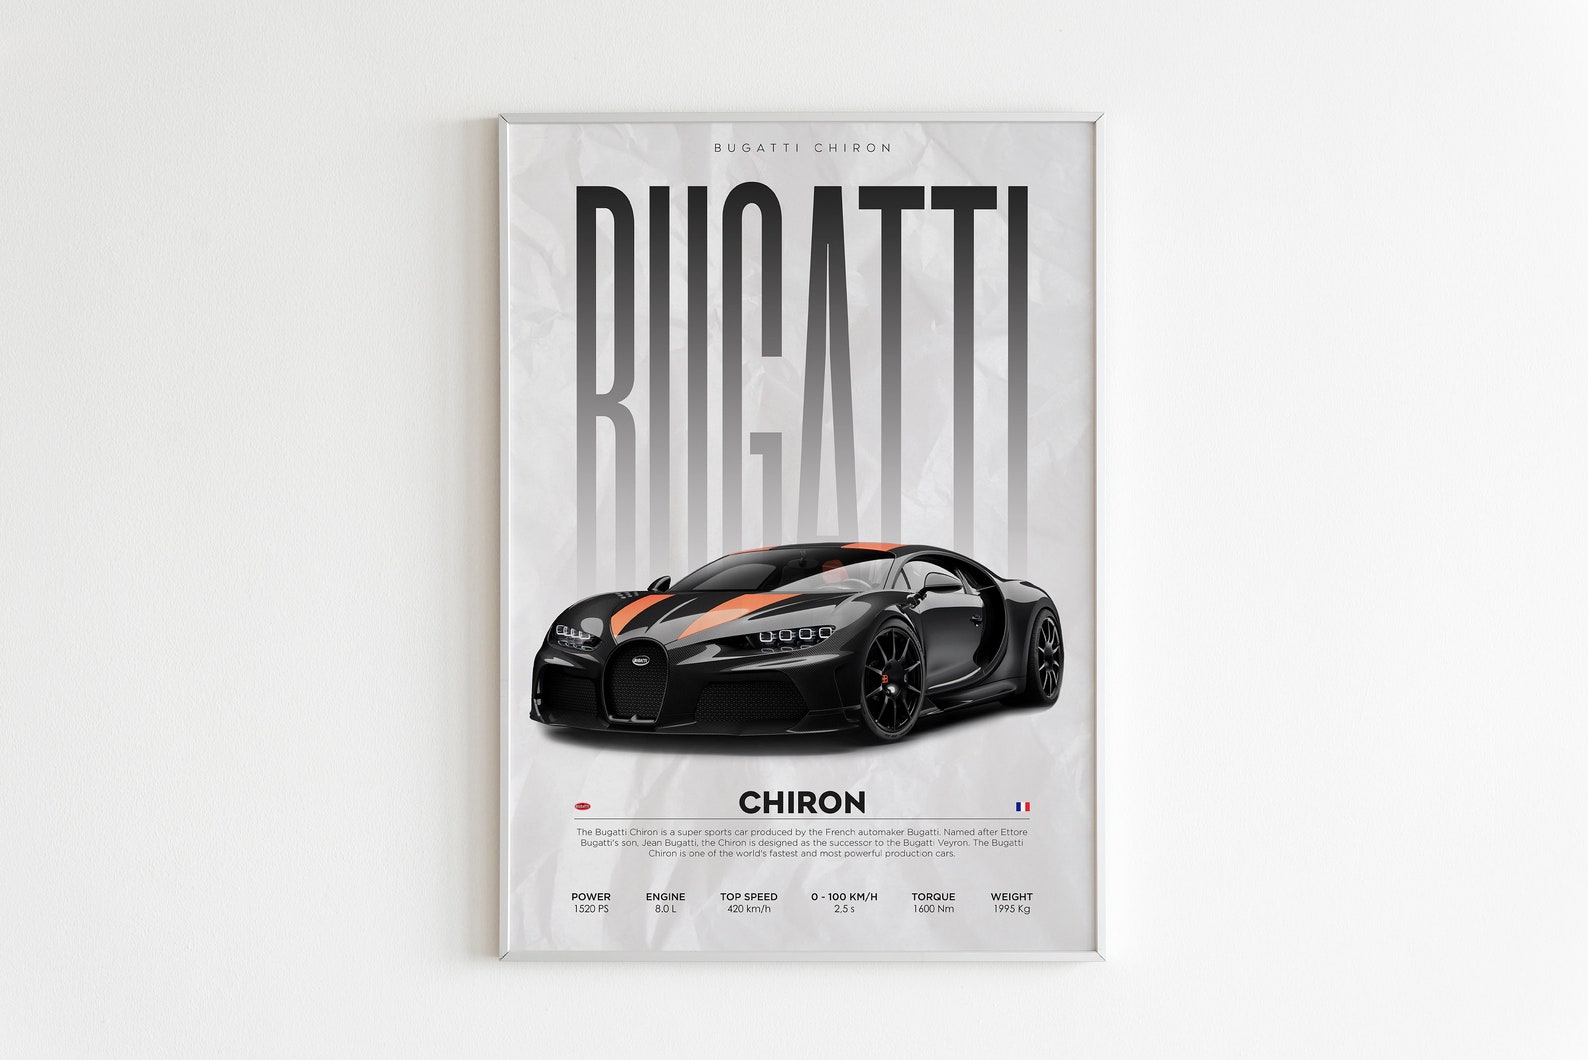 BUGATTI CHIRON
BUGATTI
BUGATTI
CHIRON
BUGATTI
The Bugatti Chiron is a super sports car produced by the French automaker Bugatti. Named after Ettore
Bugatti's son, Jean Bugatti, the Chiron is designed as the successor to the Bugatti Veyron. The Bugatti
Chiron is one of the world's fastest and most powerful production cars.
POWER ENGINE TOP SPEED 0 - 100 KM/H TORQUE WEIGHT
1520 PS 8.0 L 420 km/h 2,5 s 1600 Nm 1995 Kg